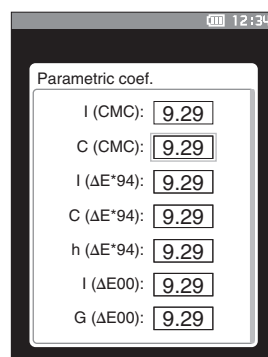 12:34
Parametric coef.
l (CMC): 9.29
C (CMC): 9.29
l (ΔE*94): 9.29
C (ΔE*94): 9.29
h (ΔE*94): 9.29
l (ΔE00): 9.29
G (ΔE00): 9.29